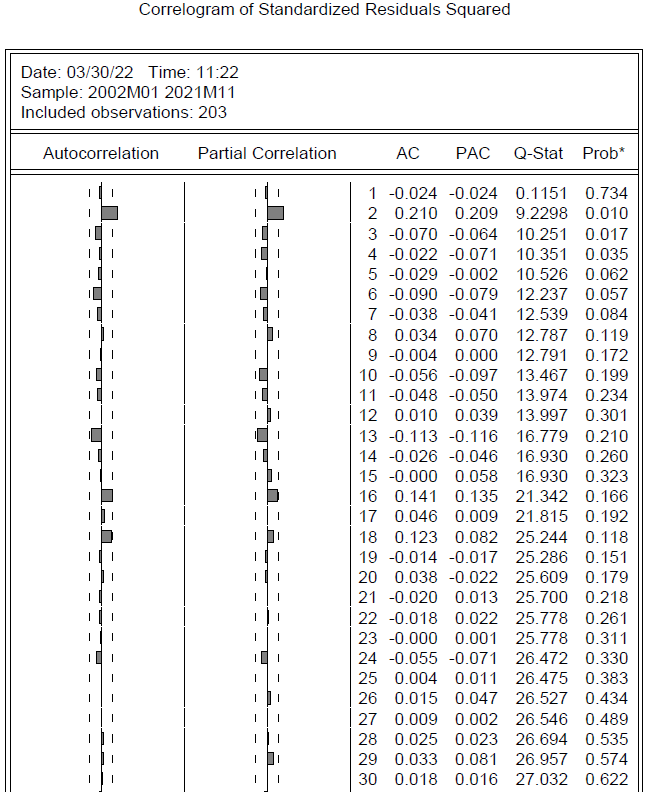 Correlogram of Standardized Residuals Squared
Date: 03/30/22 Time: 11:22
Sample: 2002M01 2021M11
Included observations: 203
Autocorrelation Partial Correlation AC PAC Q-Stat Prob*
1 -0.024 -0.024 0.1151 0.734
2 0.210 0.209 9.2298 0.010
3 -0.070 -0.064 10.251 0.017
4 -0.022 -0.071 10.351 0.035
5 -0.029 -0.002 10.526 0.062
6 -0.090 -0.079 12.237 0.057
7 -0.038 -0.041 12.539 0.084
8 0.034 0.070 12.787 0.119
9 -0.004 0.000 12.791 0.172
10 -0.056 -0.097 13.467 0.199
11 -0.048 -0.050 13.974 0.234
12 0.010 0.039 13.997 0.301
13 -0.113 -0.116 16.779 0.210
14 -0.026 -0.046 16.930 0.260
15 -0.000 0.058 16.930 0.323
16 0.141 0.135 21.342 0.166
17 0.046 0.009 21.815 0.192
18 0.123 0.082 25.244 0.118
19 -0.014 -0.017 25.286 0.151
20 0.038 -0.022 25.609 0.179
21 -0.020 0.013 25.700 0.218
22 -0.018 0.022 25.778 0.261
23 -0.000 0.001 25.778 0.311
24 -0.055 -0.071 26.472 0.330
25 0.004 0.011 26.475 0.383
26 0.015 0.047 26.527 0.434
27 0.009 0.002 26.546 0.489
28 0.025 0.023 26.694 0.535
29 0.033 0.081 26.957 0.574
30 0.018 0.016 27.032 0.622